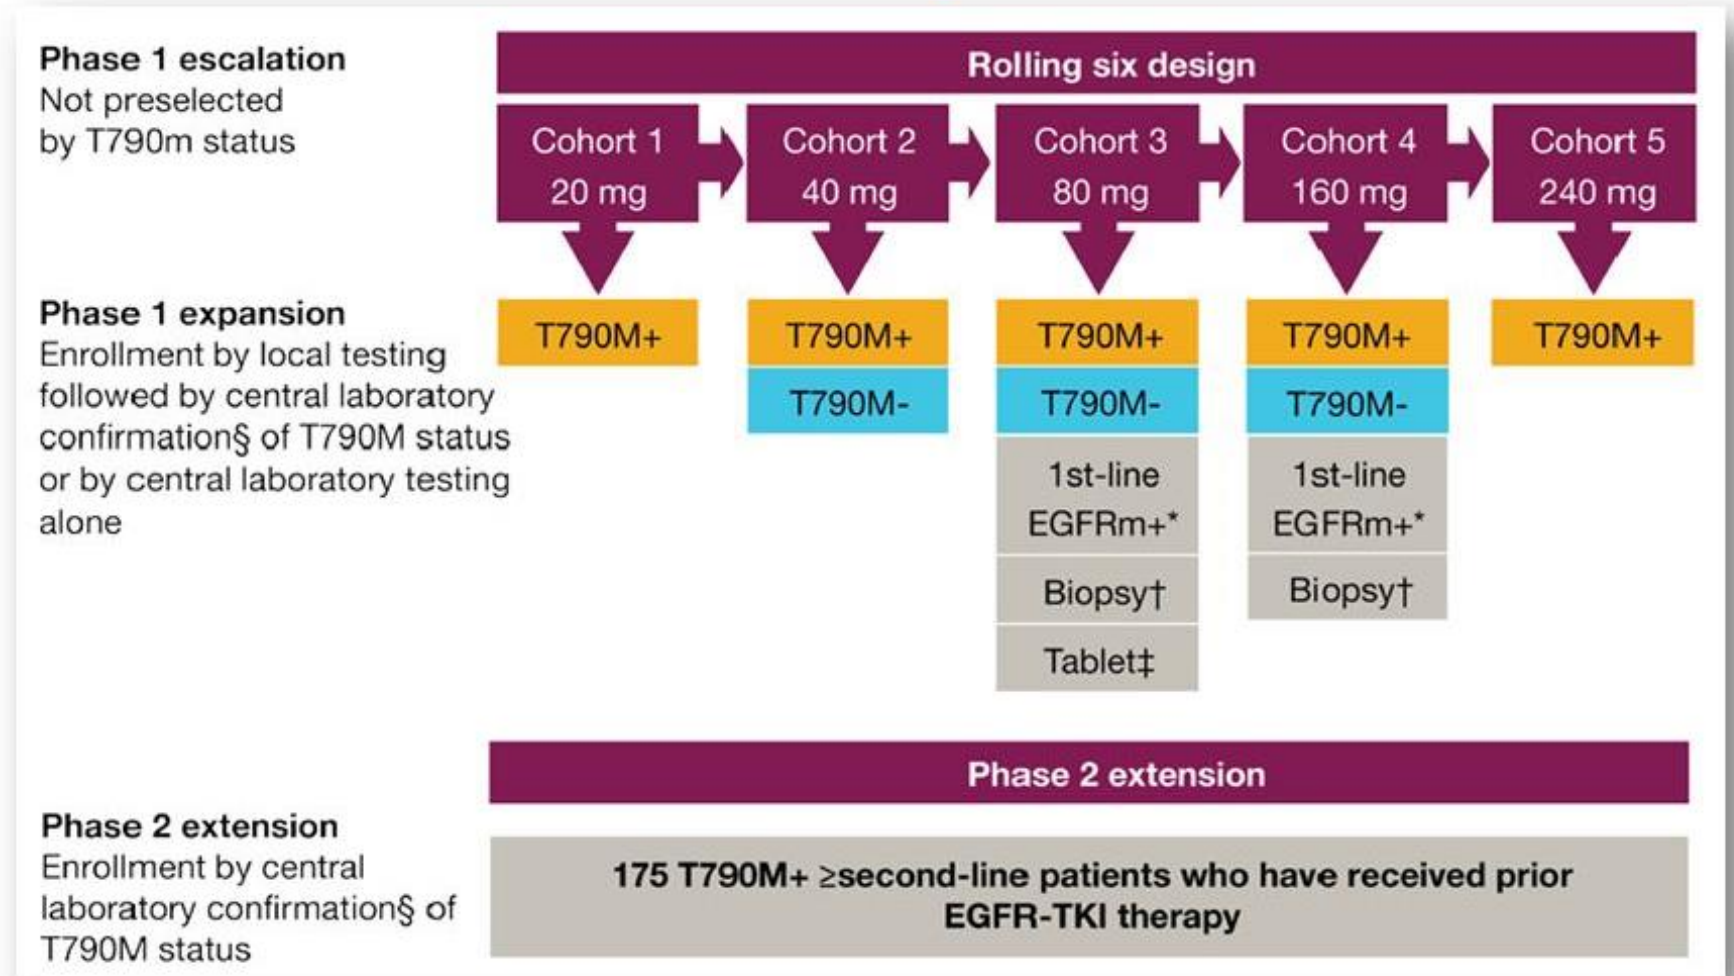 Phase 1 escalation
Not preselected
by T790m status
Rolling six design
Cohort 1
20 mg
Cohort 2
40 mg
Cohort 3
80 mg
Cohort 4
160 mg
Cohort 5
240 mg
Phase 1 expansion
Enrollment by local testing
followed by central laboratory
confirmation§ of T790M status
or by central laboratory testing
alone
T790M+
T790M+
T790M-
T790M+
T790M-
1st-line
EGFRm+*
Biopsy†
Tablet‡
T790M+
T790M-
1st-line
EGFRm+*
Biopsy†
T790M+
Phase 2 extension
Phase 2 extension
Enrollment by central
laboratory confirmation§ of
T790M status
175 T790M+ ≥second-line patients who have received prior
EGFR-TKI therapy